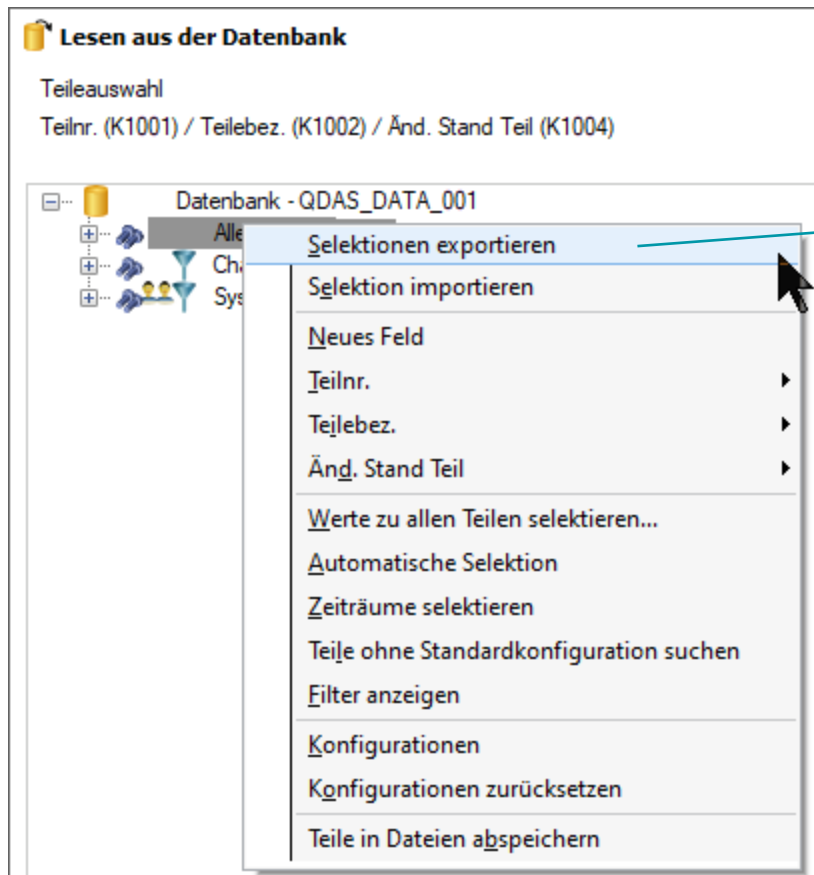 Lesen aus der Datenbank
Teileauswahl
Teilnr. (K1001) / Teilebez. (K1002) / Änd. Stand Teil (K1004)
Datenbank - QDAS_DATA_001
Selektionen exportieren
Selektion importieren
Neues Feld
Teilnr.
Teilebez.
Änd. Stand Teil
Werte zu allen Teilen selektieren...
Automatische Selektion
Zeiträume selektieren
Teile ohne Standardkonfiguration suchen
Filter anzeigen
Konfigurationen
Konfigurationen zurücksetzen
Teile in Dateien abspeichern